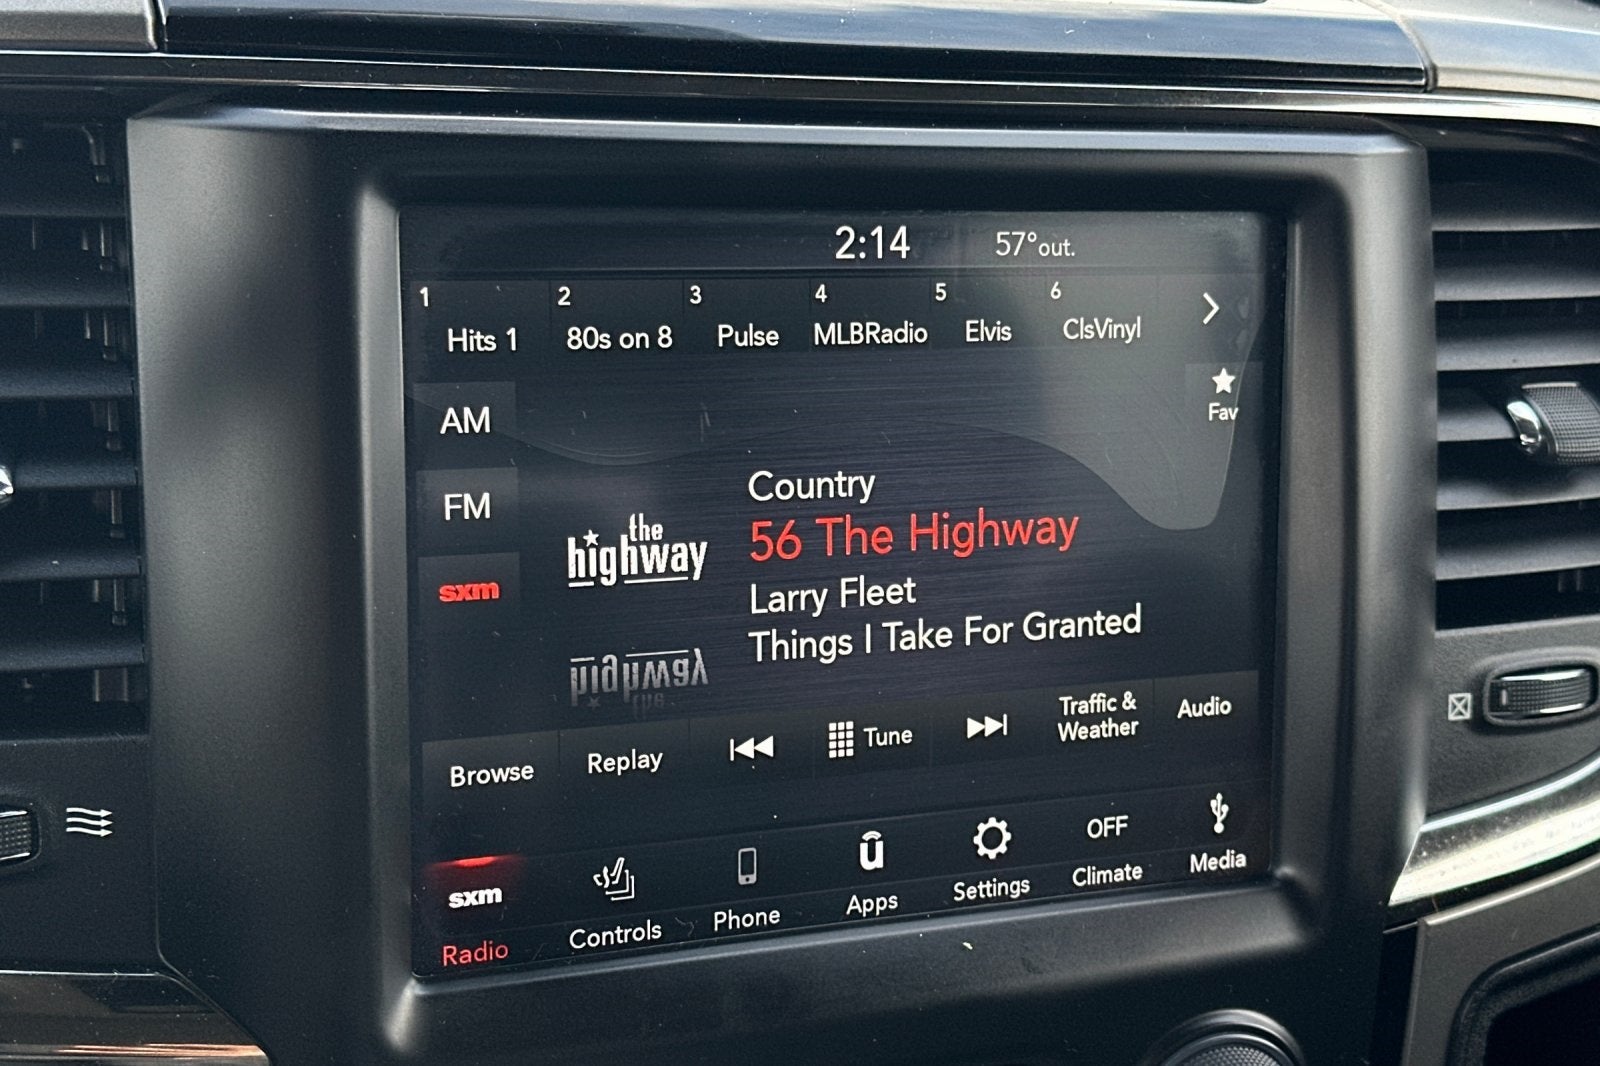 2:14 57°out.
1 2 3 4 5 6
Hits 1 80s on 8 Pulse MLBRadio Elvis ClsVinyl
Fav
AM
FM
sxm
the
highway
Country
56 The Highway
Larry Fleet
Things I Take For Granted
Browse Replay Tune Traffic & Weather Audio
sxm OFF
Radio Controls Phone Apps Settings Climate Media